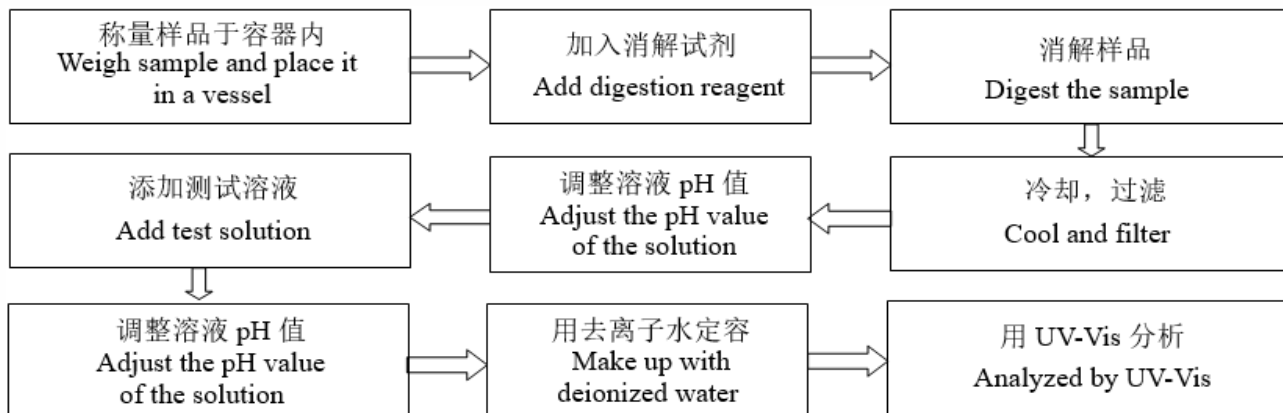 称量样品于容器内
Weigh sample and place it
in a vessel
加入消解试剂
Add digestion reagent
消解样品
Digest the sample
冷却，过滤
Cool and filter
调整溶液 pH 值
Adjust the pH value
of the solution
添加测试溶液
Add test solution
调整溶液 pH 值
Adjust the pH value
of the solution
用去离子水定容
Make up with
deionized water
用 UV-Vis 分析
Analyzed by UV-Vis